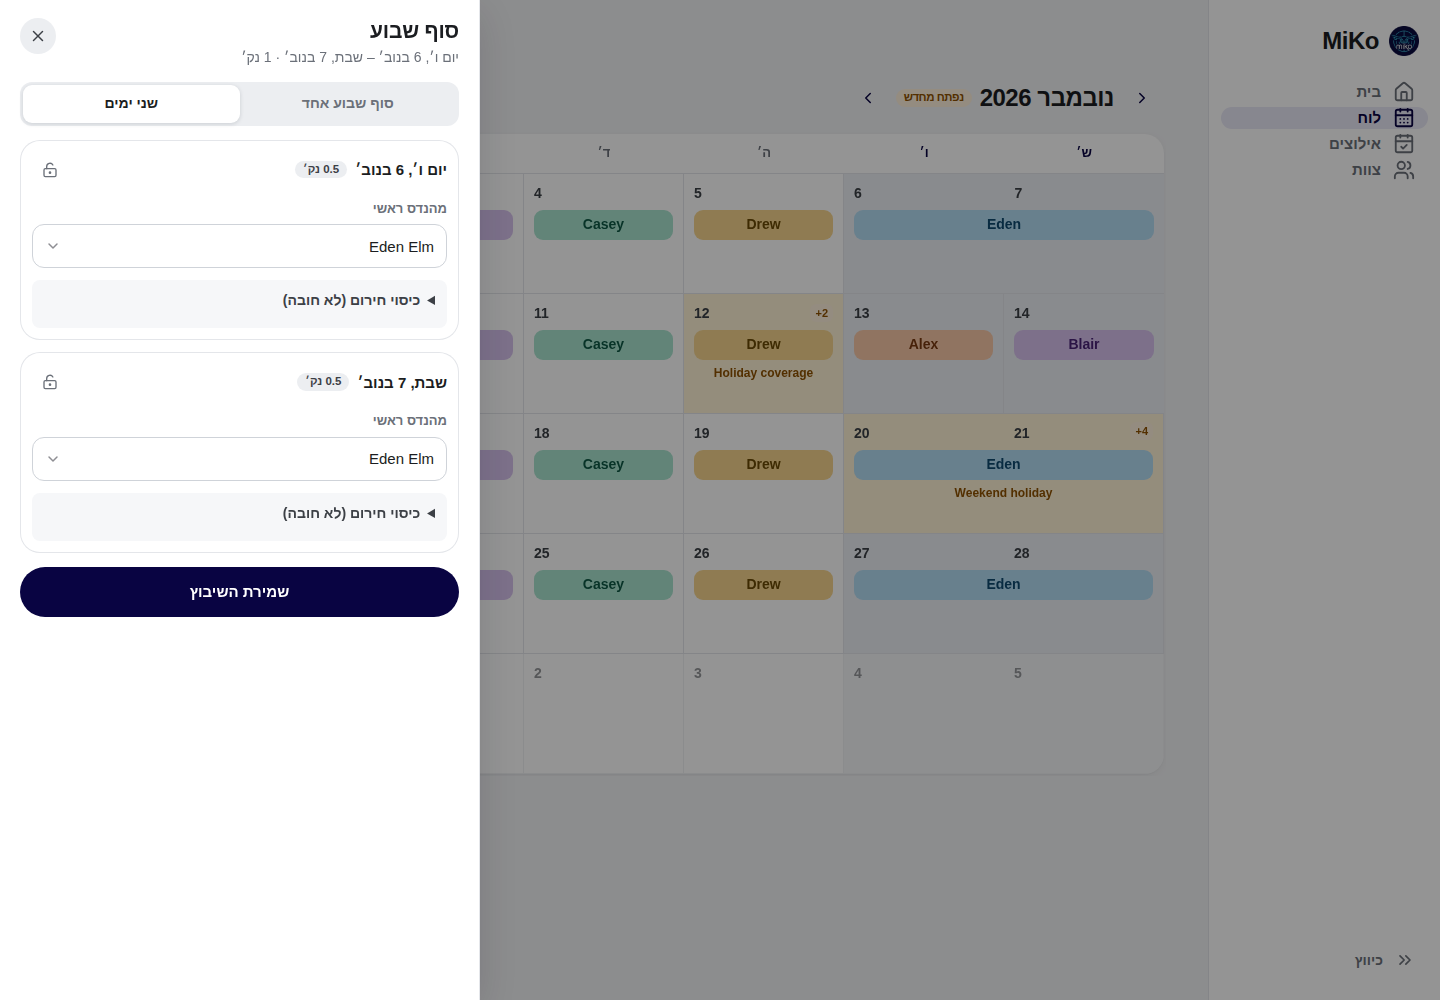 סוף שבוע
יום ו׳, 6 בנוב׳ – שבת, 7 בנוב׳ · 1 נק׳
סוף שבוע אחד
שני ימים
יום ו׳, 6 בנוב׳ 0.5 נק׳
מהנדס ראשי
Eden Elm
כיסוי חירום (לא חובה)
שבת, 7 בנוב׳ 0.5 נק׳
מהנדס ראשי
Eden Elm
כיסוי חירום (לא חובה)
שמירת השיבוץ
MiKo
בית
לוח
אילוצים
צוות
כיווץ
נובמבר 2026 נפתח מחדש
ד׳ ה׳ ו׳ ש׳
4 5 6 7
Casey Drew Eden
11 12 +2 13 14
Casey Drew Alex Blair
Holiday coverage
18 19 20 21 +4
Casey Drew Eden
Weekend holiday
25 26 27 28
Casey Drew Eden
2 3 4 5